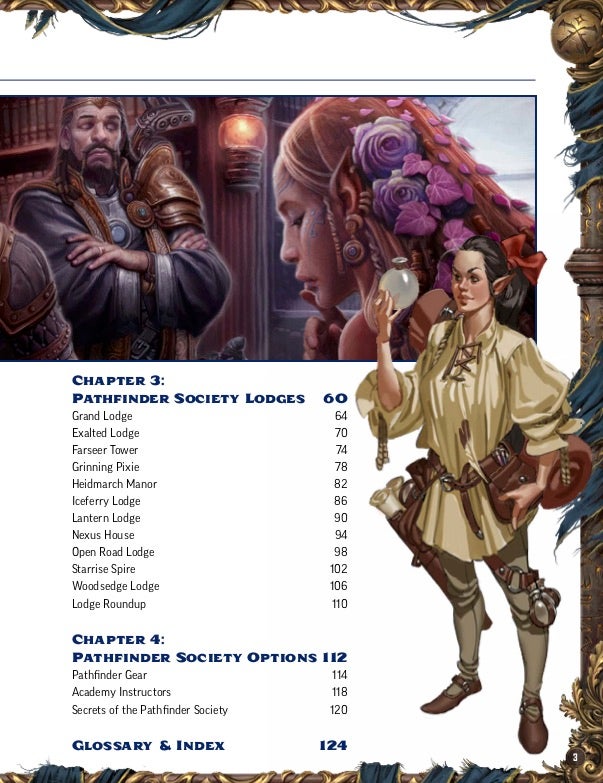 Chapter 3:
Pathfinder Society Lodges 60
Grand Lodge 64
Exalted Lodge 70
Farseer Tower 74
Grinning Pixie 78
Heidmarch Manor 82
Iceferry Lodge 86
Lantern Lodge 90
Nexus House 94
Open Road Lodge 98
Starrise Spire 102
Woodsedge Lodge 106
Lodge Roundup 110
Chapter 4:
Pathfinder Society Options 112
Pathfinder Gear 114
Academy Instructors 118
Secrets of the Pathfinder Society 120
Glossary & Index 124
3